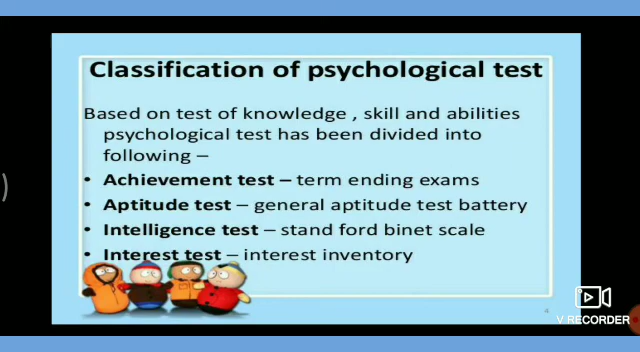 Classification of psychological test
Based on test of knowledge , skill and abilities
psychological test has been divided into
following –
• Achievement test – term ending exams
• Aptitude test – general aptitude test battery
• Intelligence test – stand ford binet scale
• Interest test – interest inventory
4
V RECORDER